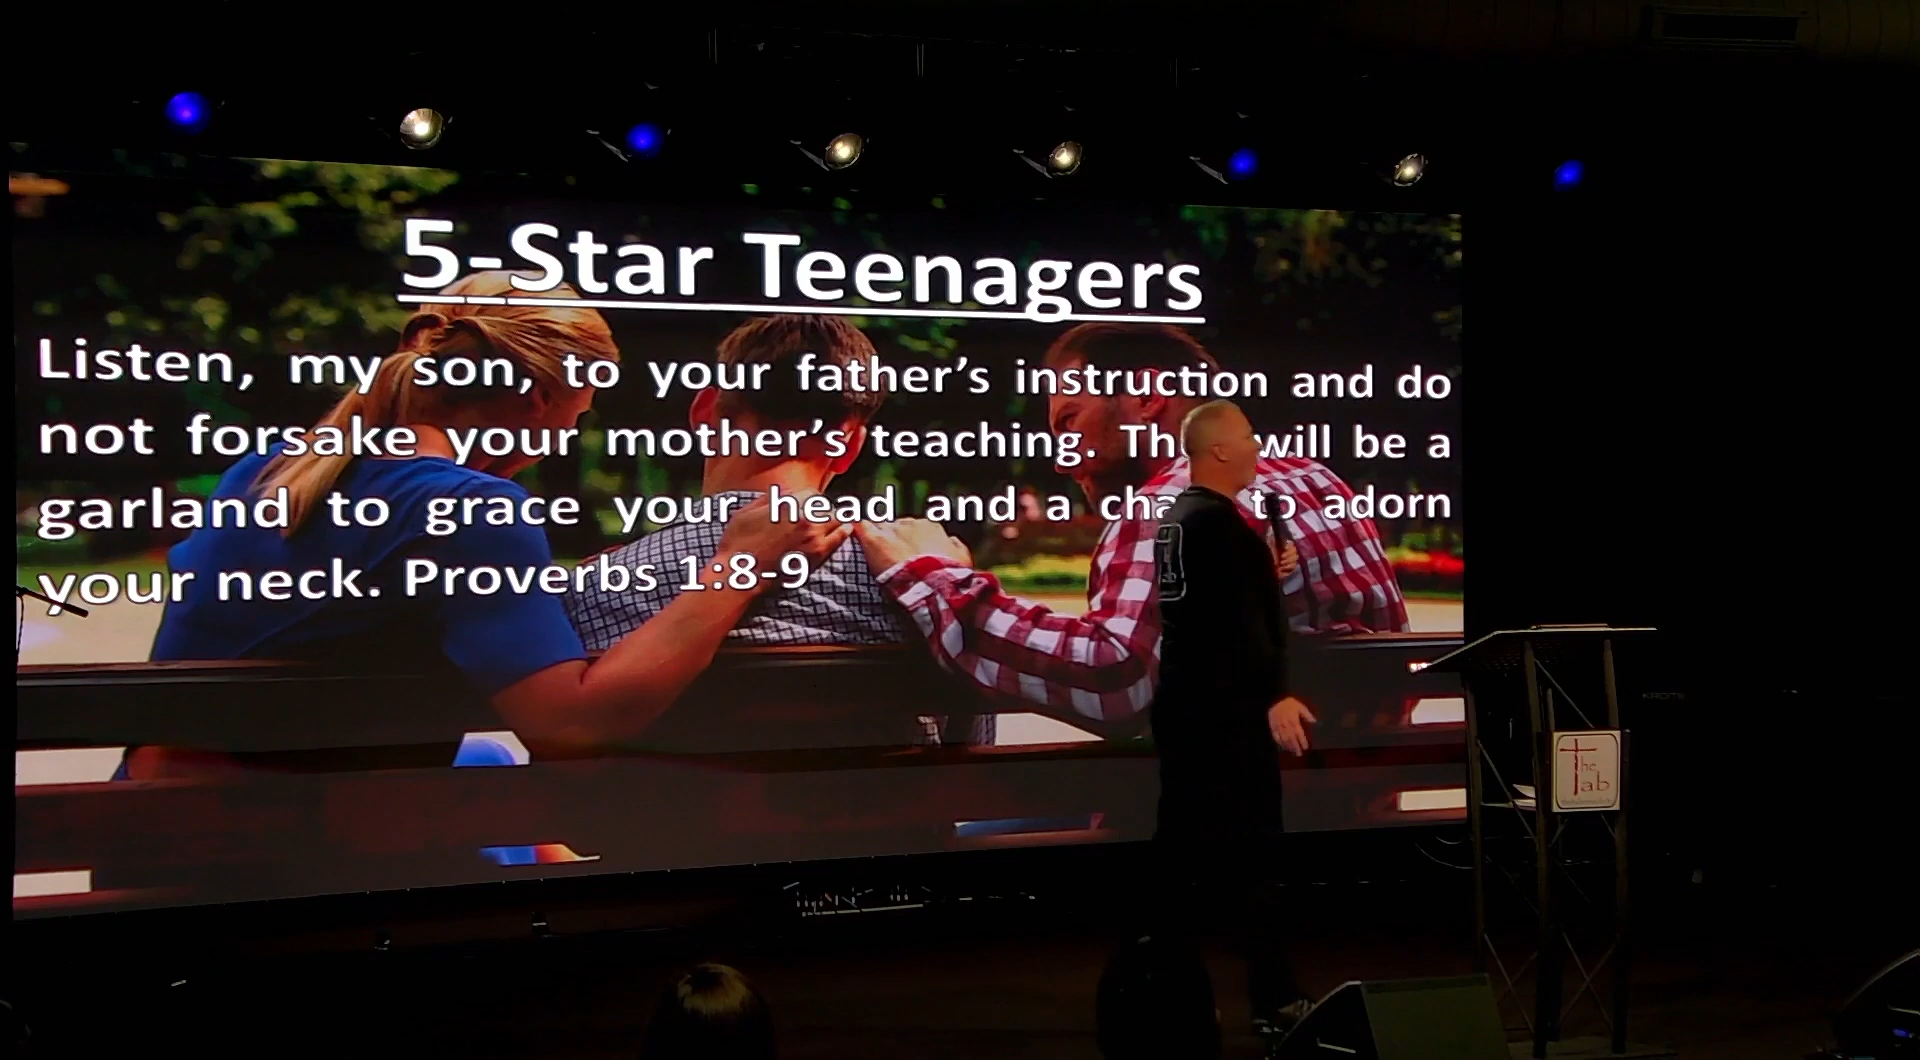 5-Star Teenagers
Listen, my son, to your father's instruction and do
not forsake your mother's teaching. Th will be a
garland to grace your head and a cha to adorn
your neck. Proverbs 1:8-9
The
Tab